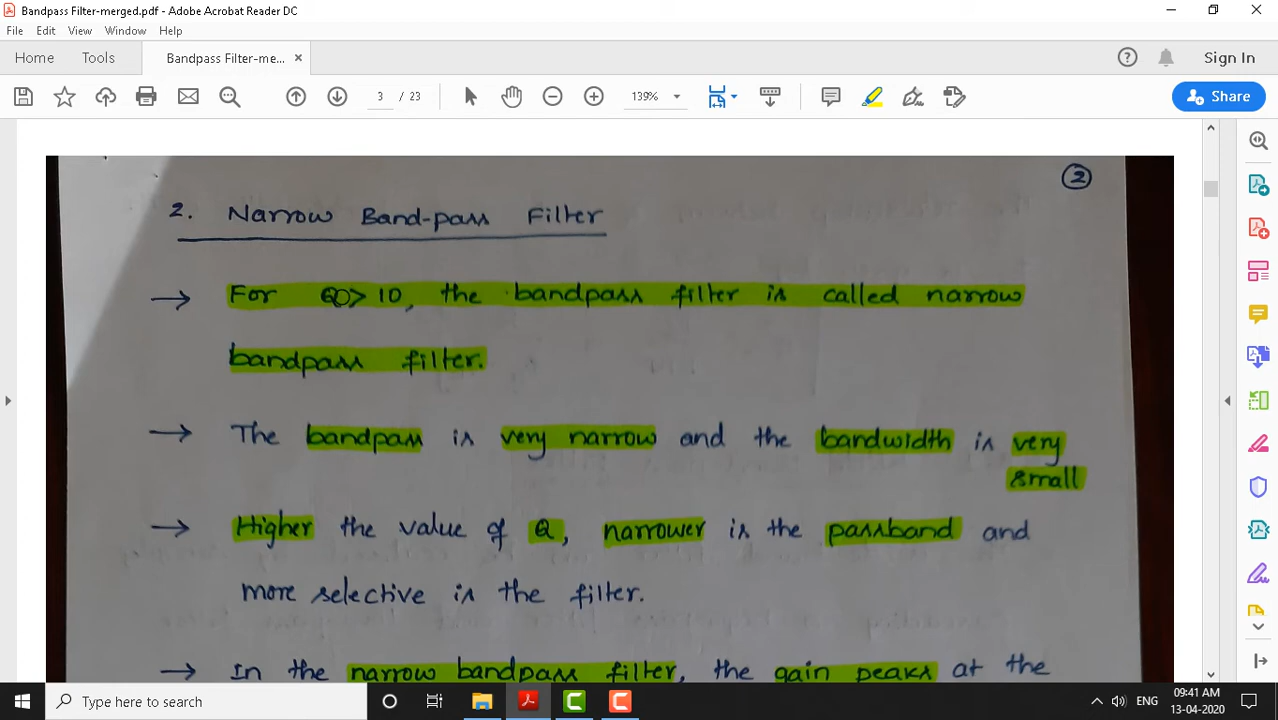 Bandpass Filter-merged.pdf - Adobe Acrobat Reader DC
File Edit View Window Help
Home Tools Bandpass Filter-me... × Sign In
3 / 23 139% Share
2
2. Narrow Band-pass Filter
→ For Q > 10, the bandpass filter is called narrow
bandpass filter.
→ The bandpass is very narrow and the bandwidth is very
small
→ Higher the value of Q, narrower is the passband and
more selective is the filter.
→ In the narrow bandpass filter, the gain peaks at the
Type here to search ENG 09:41 AM
13-04-2020